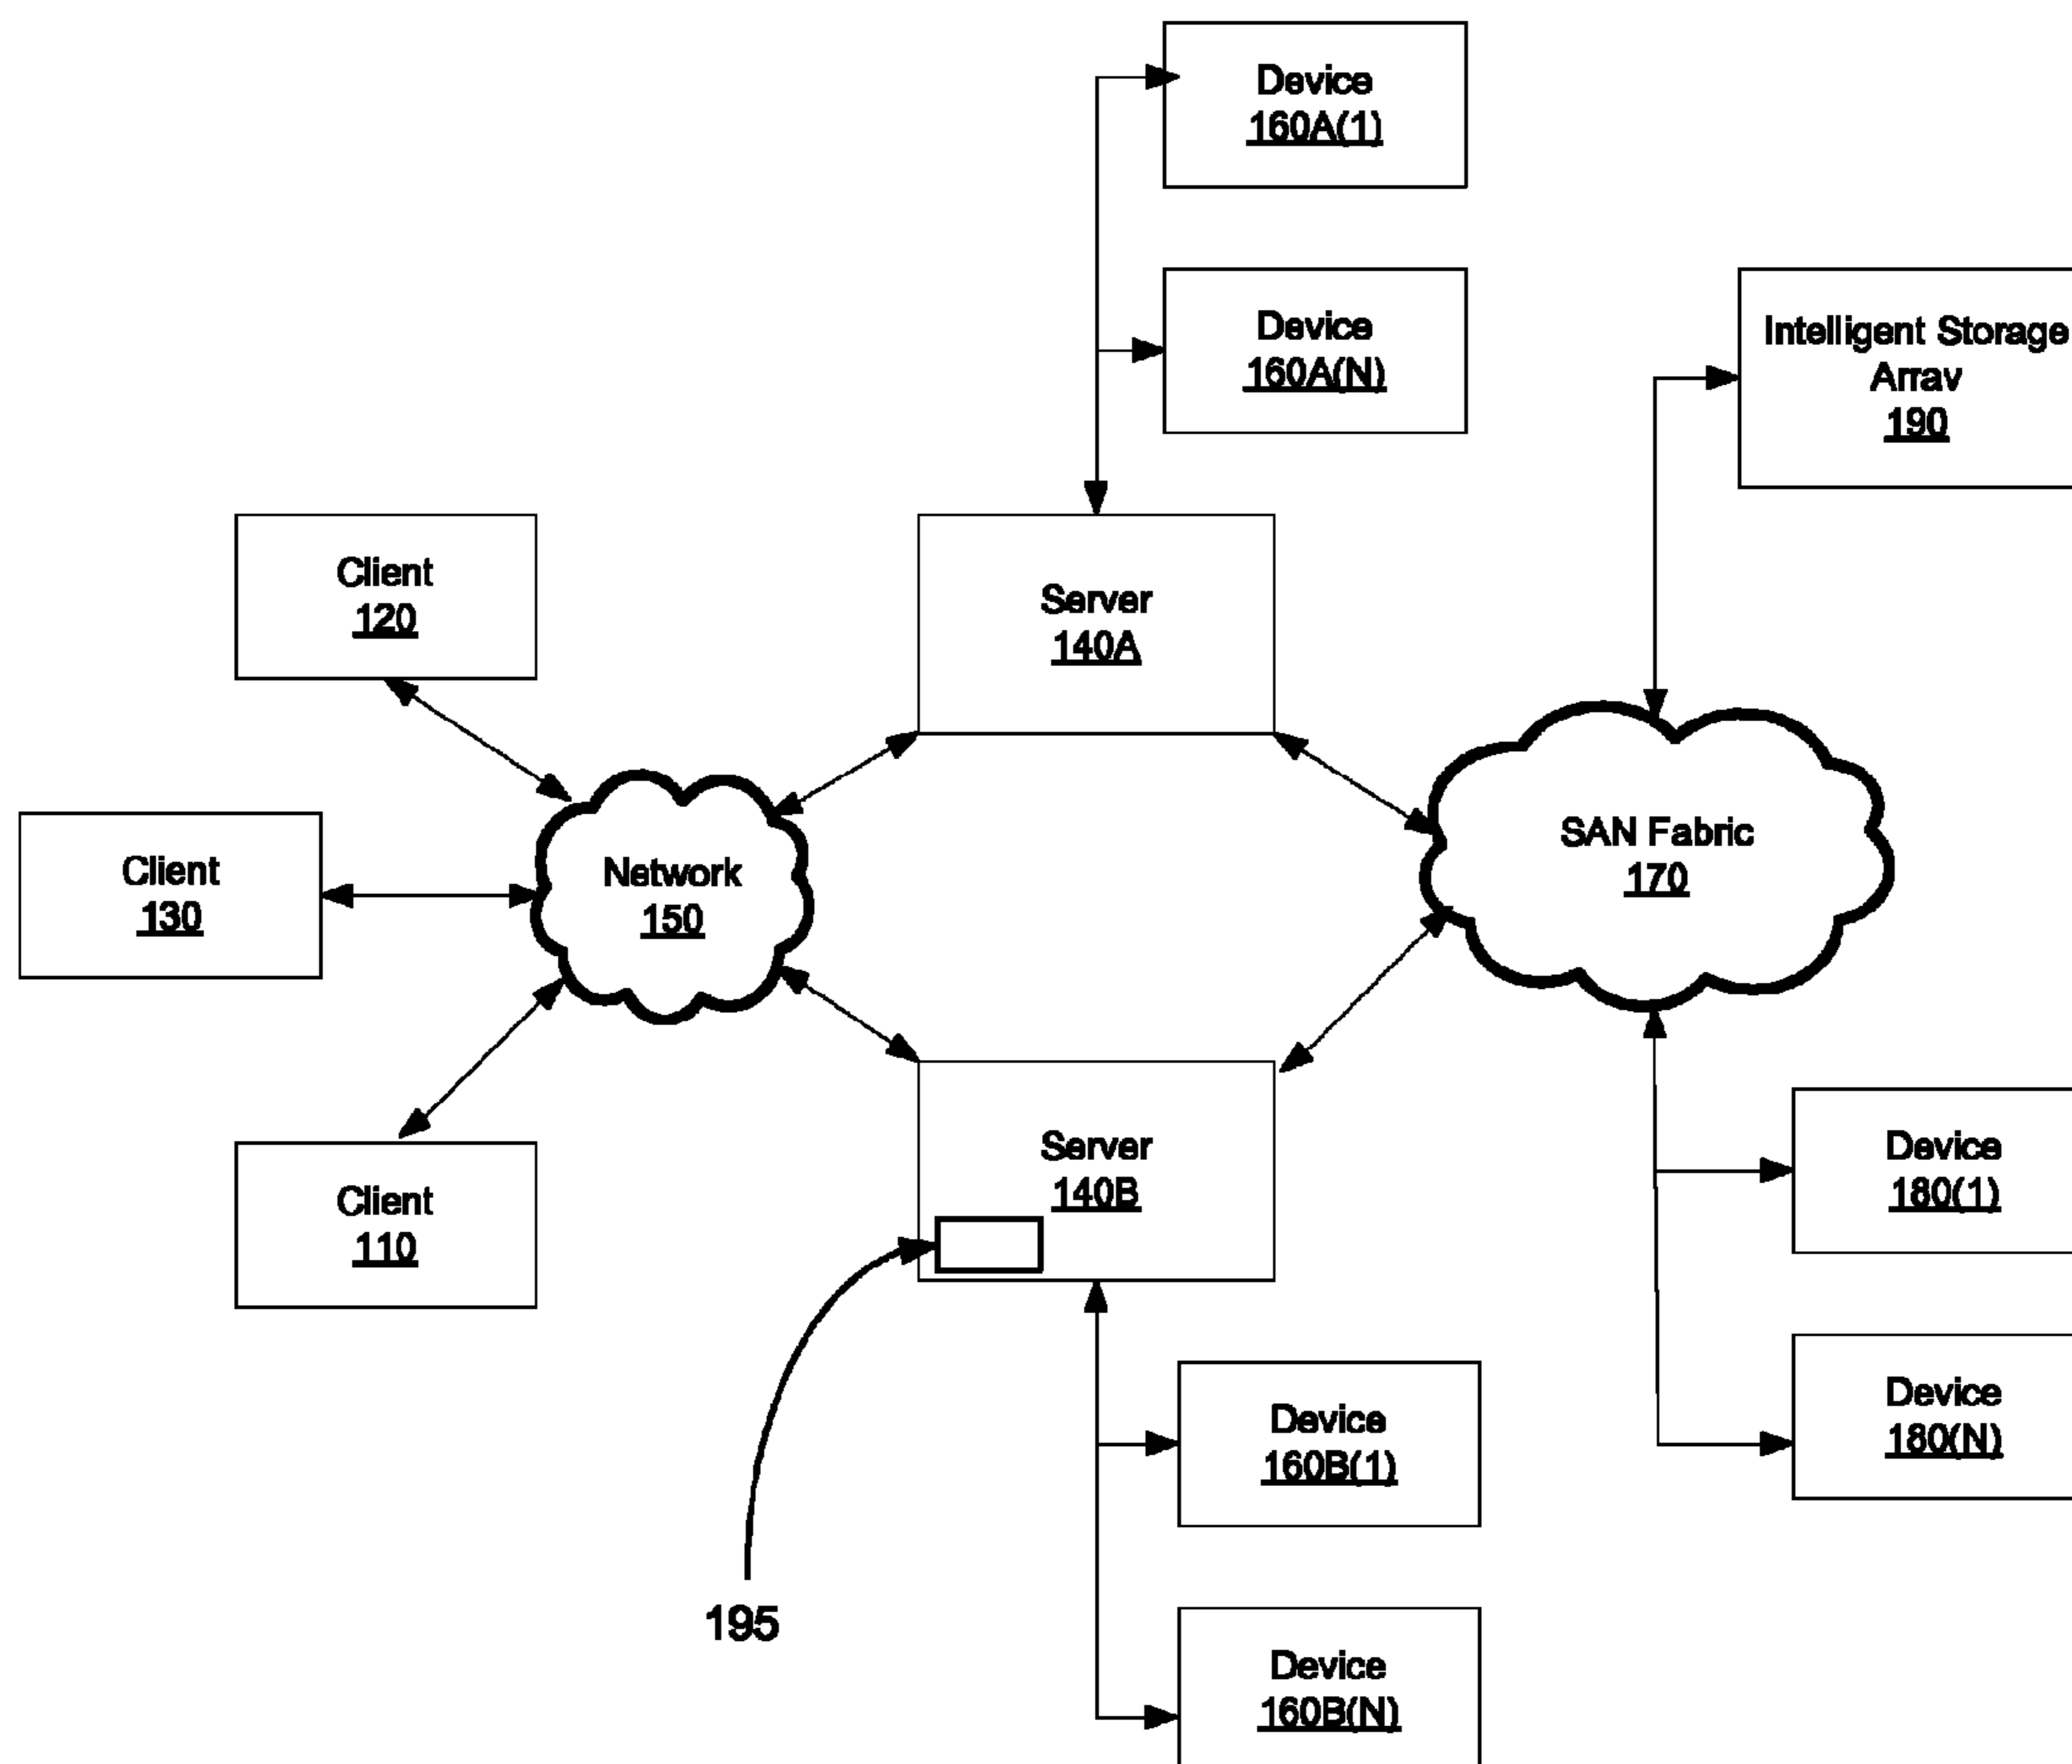 Device
160A(1)
Device
160A(N)
Intelligent Storage
Array
190
Client
120
Server
140A
Client
130
Network
150
SAN Fabric
170
Client
110
Server
140B
Device
180(1)
Device
180(N)
Device
160B(1)
195
Device
160B(N)